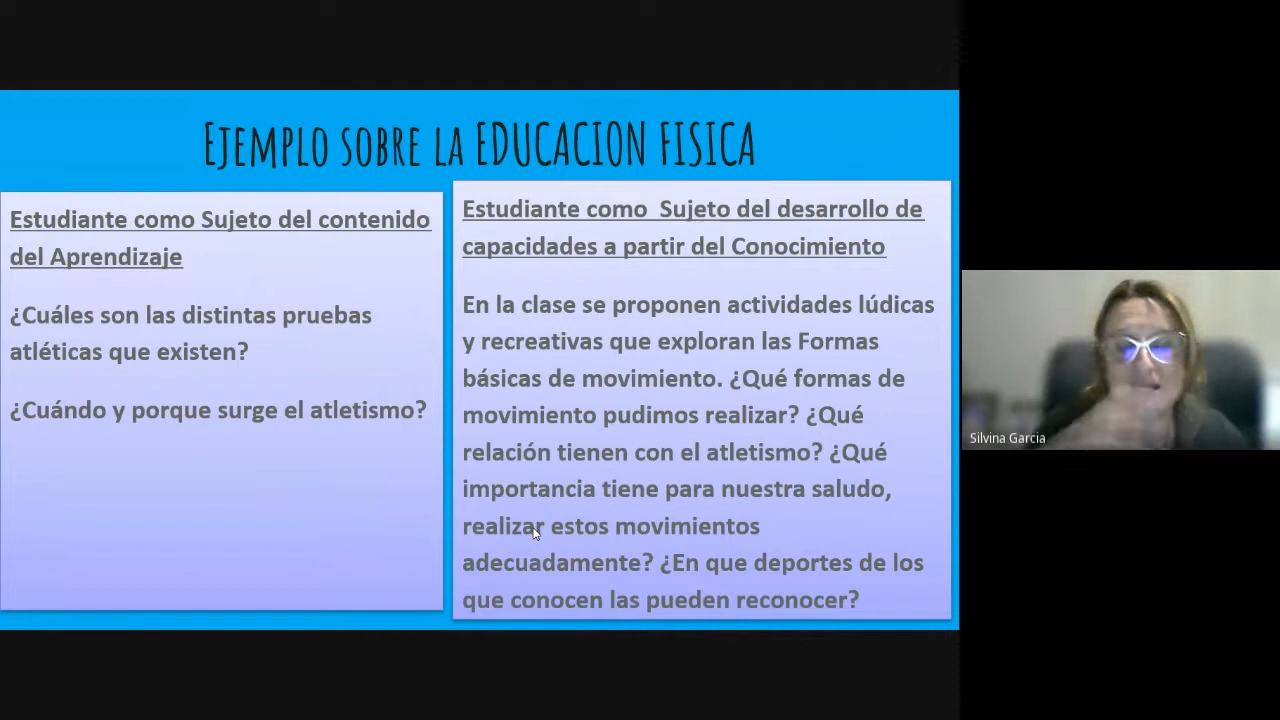 Ejemplo sobre la EDUCACION FISICA
Estudiante como Sujeto del contenido
del Aprendizaje
¿Cuáles son las distintas pruebas
atléticas que existen?
¿Cuándo y porque surge el atletismo?
Estudiante como Sujeto del desarrollo de
capacidades a partir del Conocimiento
En la clase se proponen actividades lúdicas
y recreativas que exploran las Formas
básicas de movimiento. ¿Qué formas de
movimiento pudimos realizar? ¿Qué
relación tienen con el atletismo? ¿Qué
importancia tiene para nuestra saludo,
realizar estos movimientos
adecuadamente? ¿En que deportes de los
que conocen las pueden reconocer?
Silvina Garcia